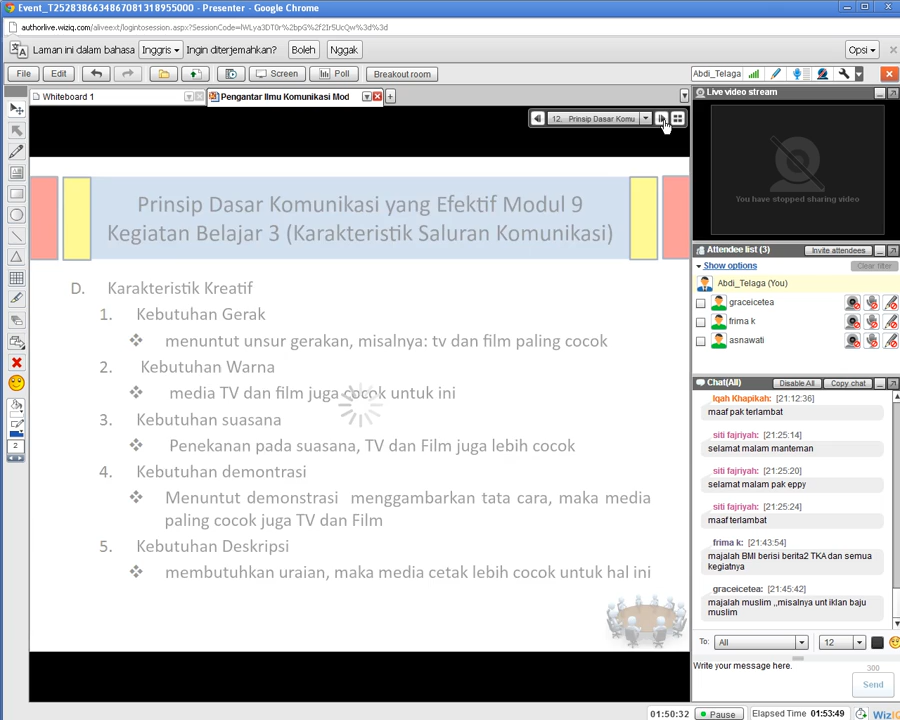 Event_T252838663486708131895​5000 - Presenter - Google Chrome
authorlive.wiziq.com/aliveext/logintosession.aspx?SessionCode=
Laman ini dalam bahasa Inggris Ingin diterjemahkan? Boleh Nggak Opsi
File Edit Screen Poll Breakout room Abdi_Telaga
Whiteboard 1 Pengantar Ilmu Komunikasi Mod
Live video stream
12. Prinsip Dasar Komu
You have stopped sharing video
Prinsip Dasar Komunikasi yang Efektif Modul 9
Kegiatan Belajar 3 (Karakteristik Saluran Komunikasi)
D. Karakteristik Kreatif
1. Kebutuhan Gerak
❖ menuntut unsur gerakan, misalnya: tv dan film paling cocok
2. Kebutuhan Warna
❖ media TV dan film juga cocok untuk ini
3. Kebutuhan suasana
❖ Penekanan pada suasana, TV dan Film juga lebih cocok
4. Kebutuhan demontrasi
❖ Menuntut demonstrasi menggambarkan tata cara, maka media
paling cocok juga TV dan Film
5. Kebutuhan Deskripsi
❖ membutuhkan uraian, maka media cetak lebih cocok untuk hal ini
Attendee list (3) Invite attendees
Show options Clear filter
Abdi_Telaga (You)
graceicetea
frima k
asnawati
Chat(All) Disable All Copy chat
Iqah Khapikah: [21:12:36]
maaf pak terlambat
siti fajriyah: [21:25:14]
selamat malam manteman
siti fajriyah: [21:25:20]
selamat malam pak eppy
siti fajriyah: [21:25:24]
maaf terlambat
frima k: [21:43:54]
majalah BMI berisi berita2 TKA dan semua
kegiatnya
graceicetea: [21:45:42]
majalah muslim ,,misalnya unt iklan baju
muslim
To: All 12
Write your message here. 300
Send
2
01:50:32 Pause Elapsed Time 01:53:49 WizIQ